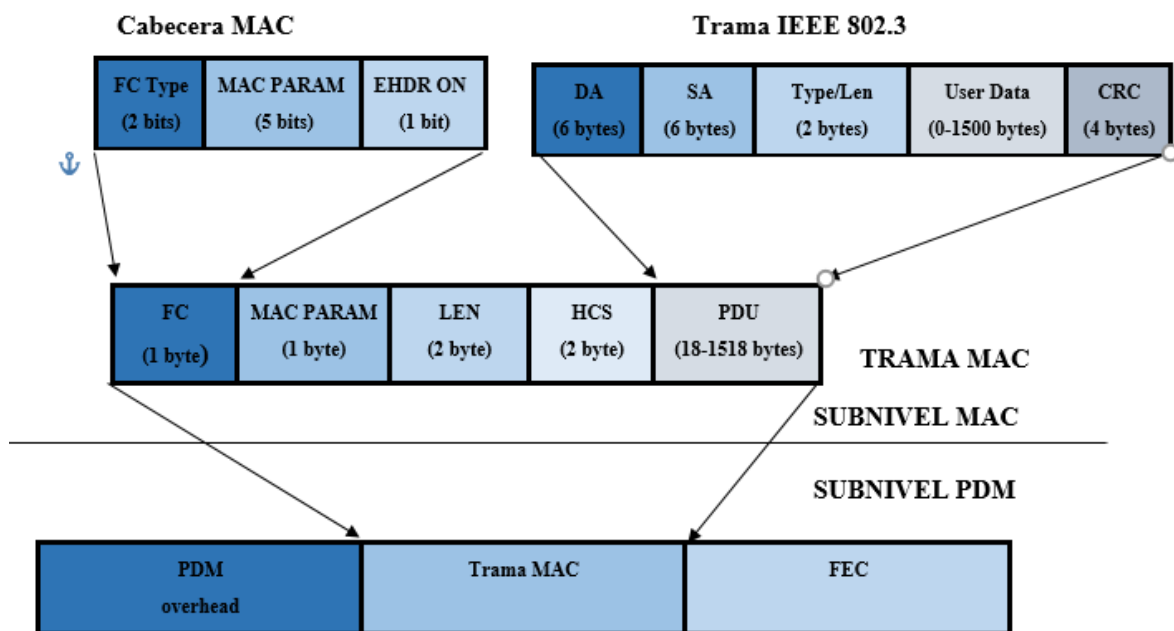 Cabecera MAC
Trama IEEE 802.3
FC Type
(2 bits)
MAC PARAM
(5 bits)
EHDR ON
(1 bit)
DA
(6 bytes)
SA
(6 bytes)
Type/Len
(2 bytes)
User Data
(0-1500 bytes)
CRC
(4 bytes)
FC
(1 byte)
MAC PARAM
(1 byte)
LEN
(2 byte)
HCS
(2 byte)
PDU
(18-1518 bytes)
TRAMA MAC
SUBNIVEL MAC
SUBNIVEL PDM
PDM
overhead
Trama MAC
FEC